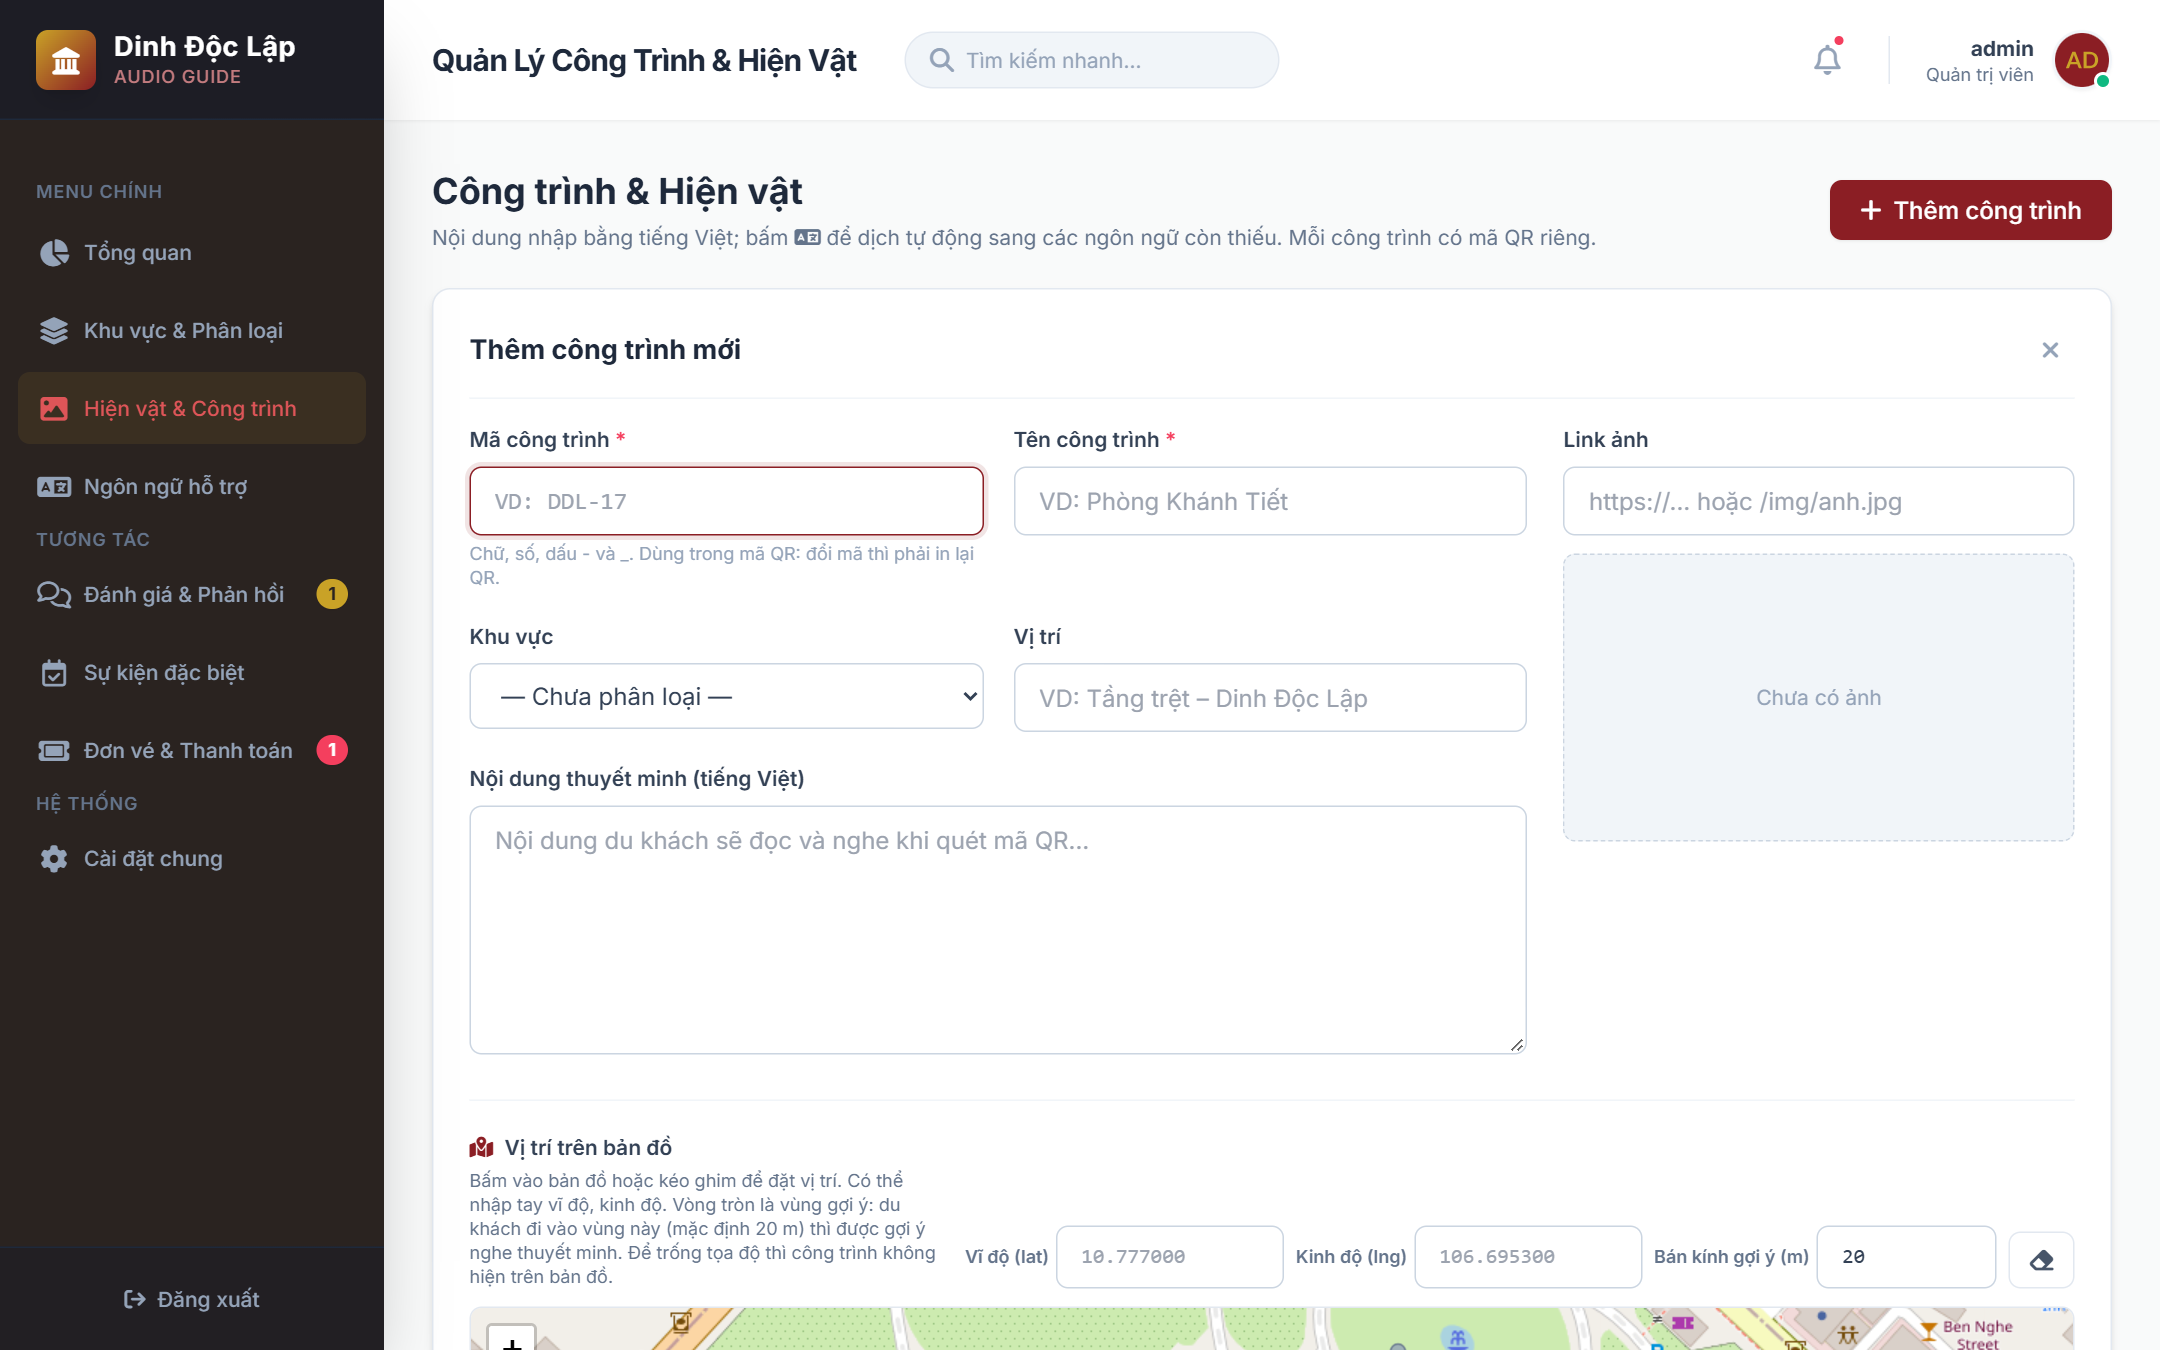 Dinh Độc Lập
AUDIO GUIDE
MENU CHÍNH
Tổng quan
Khu vực & Phân loại
Hiện vật & Công trình
Ngôn ngữ hỗ trợ
TƯƠNG TÁC
Đánh giá & Phản hồi 1
Sự kiện đặc biệt
Đơn vé & Thanh toán 1
HỆ THỐNG
Cài đặt chung
Đăng xuất
Quản Lý Công Trình & Hiện Vật
Tìm kiếm nhanh...
admin
Quản trị viên
AD
Công trình & Hiện vật
Nội dung nhập bằng tiếng Việt; bấm để dịch tự động sang các ngôn ngữ còn thiếu. Mỗi công trình có mã QR riêng.
+ Thêm công trình
Thêm công trình mới
Mã công trình *
VD: DDL-17
Chữ, số, dấu - và _. Dùng trong mã QR: đổi mã thì phải in lại
QR.
Tên công trình *
VD: Phòng Khánh Tiết
Link ảnh
https://... hoặc /img/anh.jpg
Chưa có ảnh
Khu vực
— Chưa phân loại —
Vị trí
VD: Tầng trệt – Dinh Độc Lập
Nội dung thuyết minh (tiếng Việt)
Nội dung du khách sẽ đọc và nghe khi quét mã QR...
Vị trí trên bản đồ
Bấm vào bản đồ hoặc kéo ghim để đặt vị trí. Có thể
nhập tay vĩ độ, kinh độ. Vòng tròn là vùng gợi ý: du
khách đi vào vùng này (mặc định 20 m) thì được gợi ý
nghe thuyết minh. Để trống tọa độ thì công trình không
hiện trên bản đồ.
Vĩ độ (lat)
10.777000
Kinh độ (lng)
106.695300
Bán kính gợi ý (m)
20
+
Ben Nghe
Street